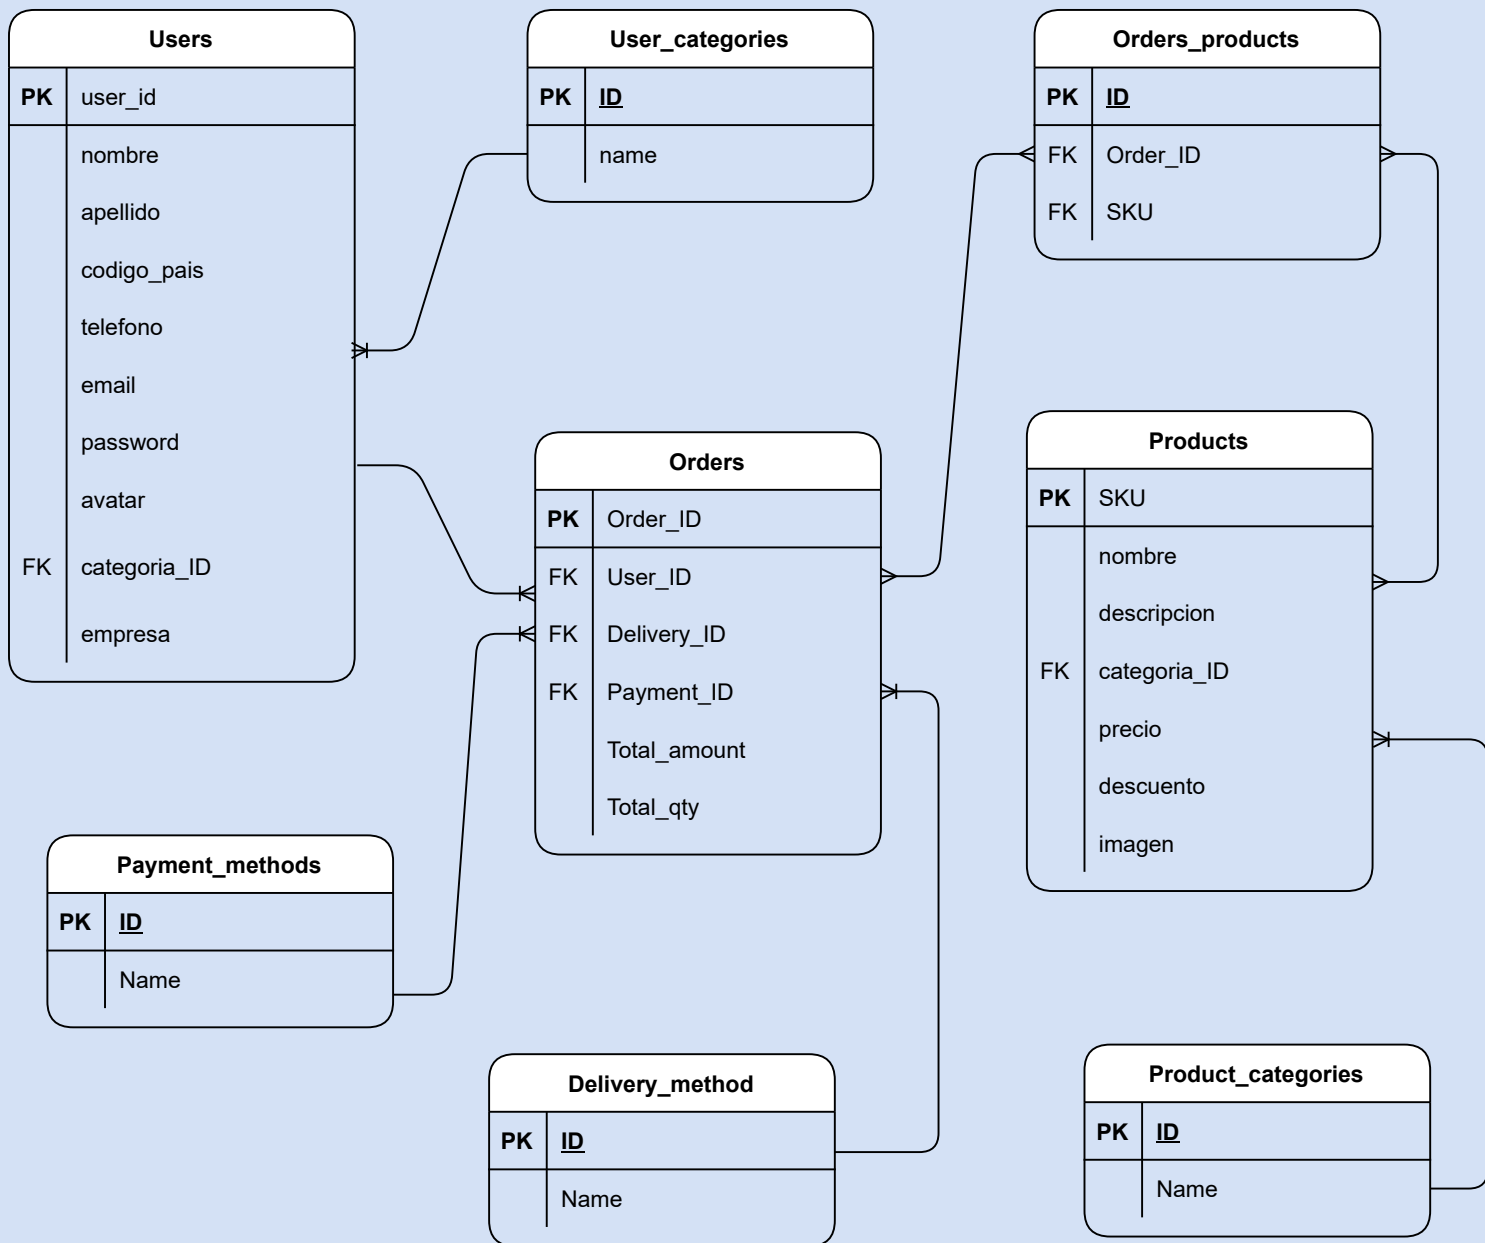 Users
PK user_id
nombre
apellido
codigo_pais
telefono
email
password
avatar
FK categoria_ID
empresa
User_categories
PK ID
name
Orders_products
PK ID
FK Order_ID
FK SKU
Orders
PK Order_ID
FK User_ID
FK Delivery_ID
FK Payment_ID
Total_amount
Total_qty
Products
PK SKU
nombre
descripcion
FK categoria_ID
precio
descuento
imagen
Payment_methods
PK ID
Name
Delivery_method
PK ID
Name
Product_categories
PK ID
Name